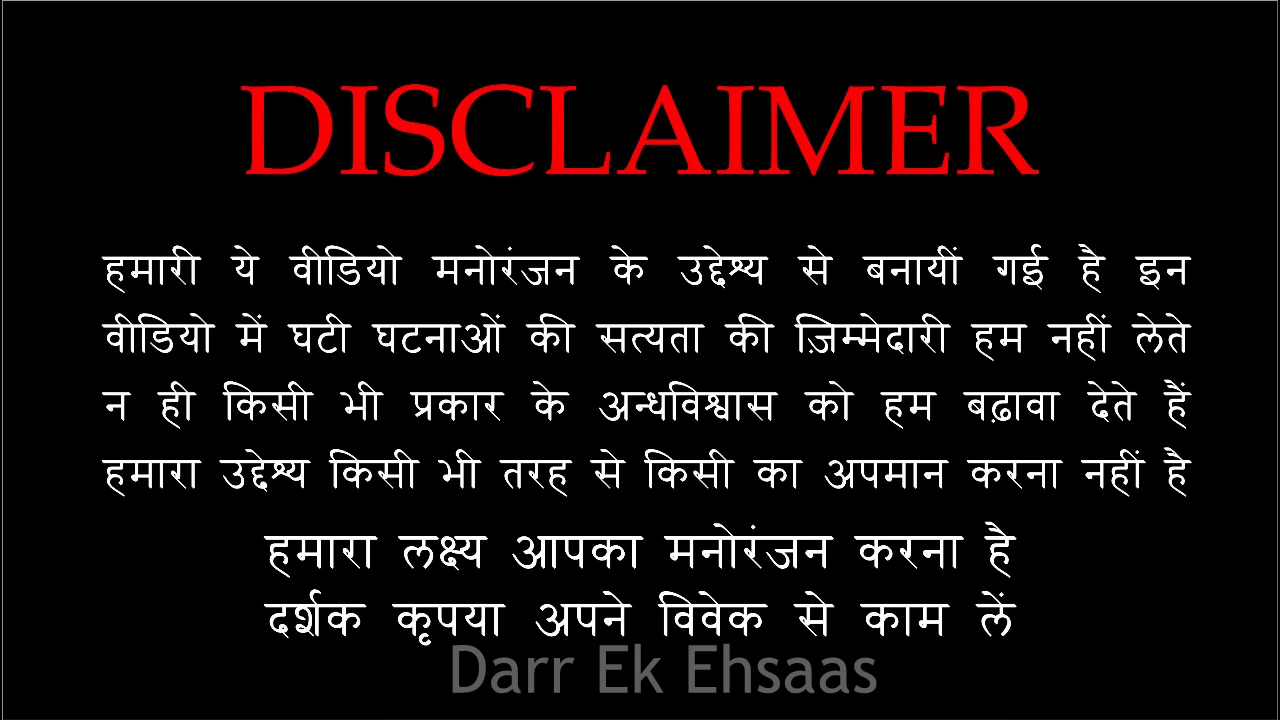 DISCLAIMER
हमारी ये वीडियो मनोरंजन के उद्देश्य से बनायीं गई है इन
वीडियो में घटी घटनाओं की सत्यता की ज़िम्मेदारी हम नहीं लेते
न ही किसी भी प्रकार के अन्धविश्वास को हम बढ़ावा देते हैं
हमारा उद्देश्य किसी भी तरह से किसी का अपमान करना नहीं है
हमारा लक्ष्य आपका मनोरंजन करना है
दर्शक कृपया अपने विवेक से काम लें
Darr Ek Ehsaas